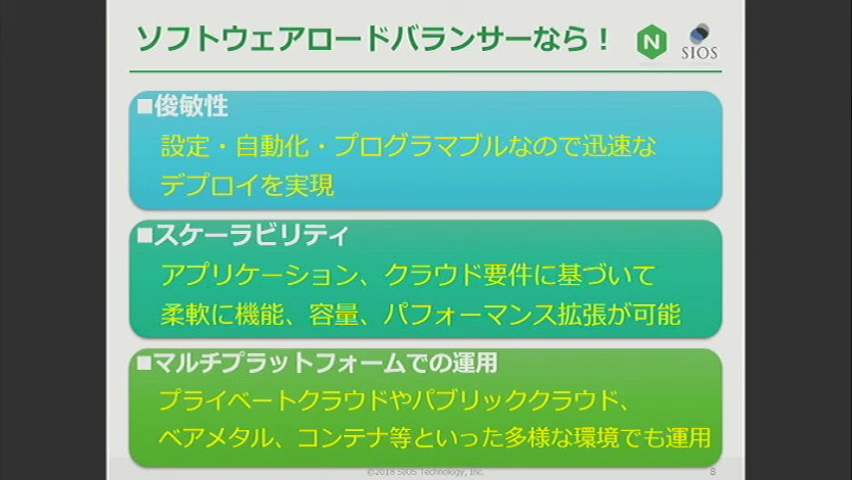 ソフトウェアロードバランサーなら！
N
SIOS
■俊敏性
設定・自動化・プログラマブルなので迅速な
デプロイを実現
■スケーラビリティ
アプリケーション、クラウド要件に基づいて
柔軟に機能、容量、パフォーマンス拡張が可能
■マルチプラットフォームでの運用
プライベートクラウドやパブリッククラウド、
ベアメタル、コンテナ等といった多様な環境でも運用
©2018 SIOS Technology, Inc.
8